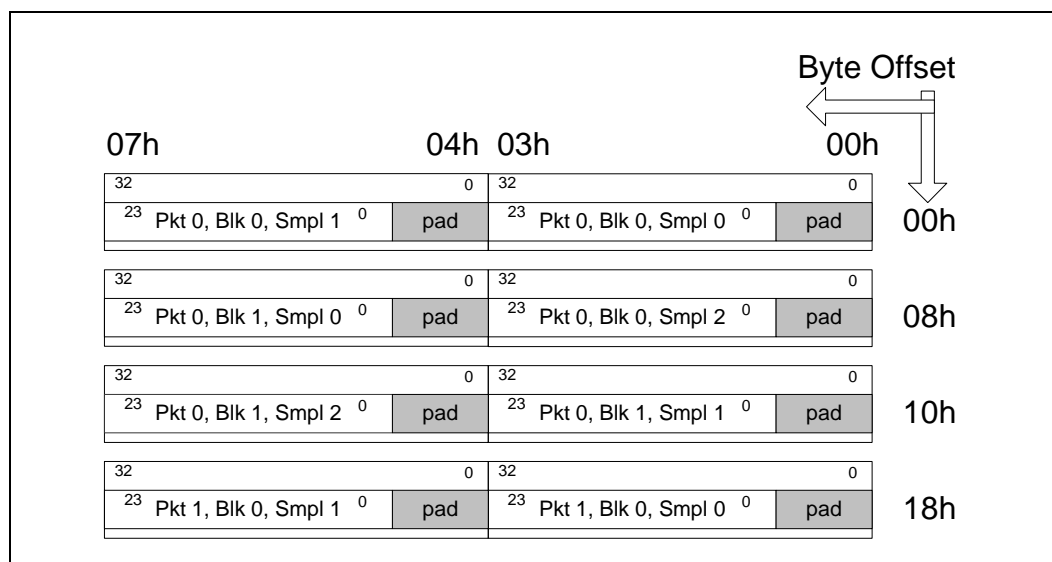 Byte Offset
07h 04h 03h 00h
32 0 32 0
23 Pkt 0, Blk 0, Smpl 1 0 pad 23 Pkt 0, Blk 0, Smpl 0 0 pad 00h
32 0 32 0
23 Pkt 0, Blk 1, Smpl 0 0 pad 23 Pkt 0, Blk 0, Smpl 2 0 pad 08h
32 0 32 0
23 Pkt 0, Blk 1, Smpl 2 0 pad 23 Pkt 0, Blk 1, Smpl 1 0 pad 10h
32 0 32 0
23 Pkt 1, Blk 0, Smpl 1 0 pad 23 Pkt 1, Blk 0, Smpl 0 0 pad 18h